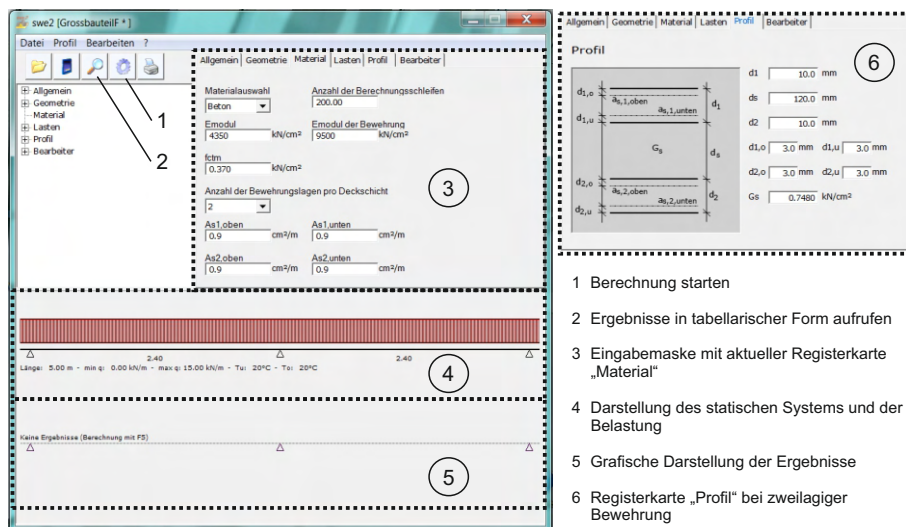 swe2 [GrossbauteilF * ]
Datei Profil Bearbeiten ?
Allgemein
Geometrie
Material
Lasten
Profil
Bearbeiter
1
2
Allgemein Geometrie Material Lasten Profil Bearbeiter
Materialauswahl Anzahl der Berechnungsschleifen
Beton 200.00
Emodul Emodul der Bewehrung
4350 kN/cm² 9500 kN/cm²
fctm
0.370 kN/cm²
Anzahl der Bewehrungslagen pro Deckschicht
2
As1,oben As1,unten
0.9 cm²/m 0.9 cm²/m
As2,oben As2,unten
0.9 cm²/m 0.9 cm²/m
3
2.40 2.40
Länge: 5.00 m - min q: 0.00 kN/m - max q: 15.00 kN/m - Tu: 20°C - To: 20°C
4
Keine Ergebnisse (Berechnung mit F5)
5
Allgemein Geometrie Material Lasten Profil Bearbeiter
Profil
6
d1,o as,1,oben d1
d1,u as,1,unten
Gs ds
d2,o as,2,oben d2
d2,u as,2,unten
d1 10.0 mm
ds 120.0 mm
d2 10.0 mm
d1,o 3.0 mm d1,u 3.0 mm
d2,o 3.0 mm d2,u 3.0 mm
Gs 0.7480 kN/cm²
1 Berechnung starten
2 Ergebnisse in tabellarischer Form aufrufen
3 Eingabemaske mit aktueller Registerkarte
„Material“
4 Darstellung des statischen Systems und der
Belastung
5 Grafische Darstellung der Ergebnisse
6 Registerkarte „Profil“ bei zweilagiger
Bewehrung